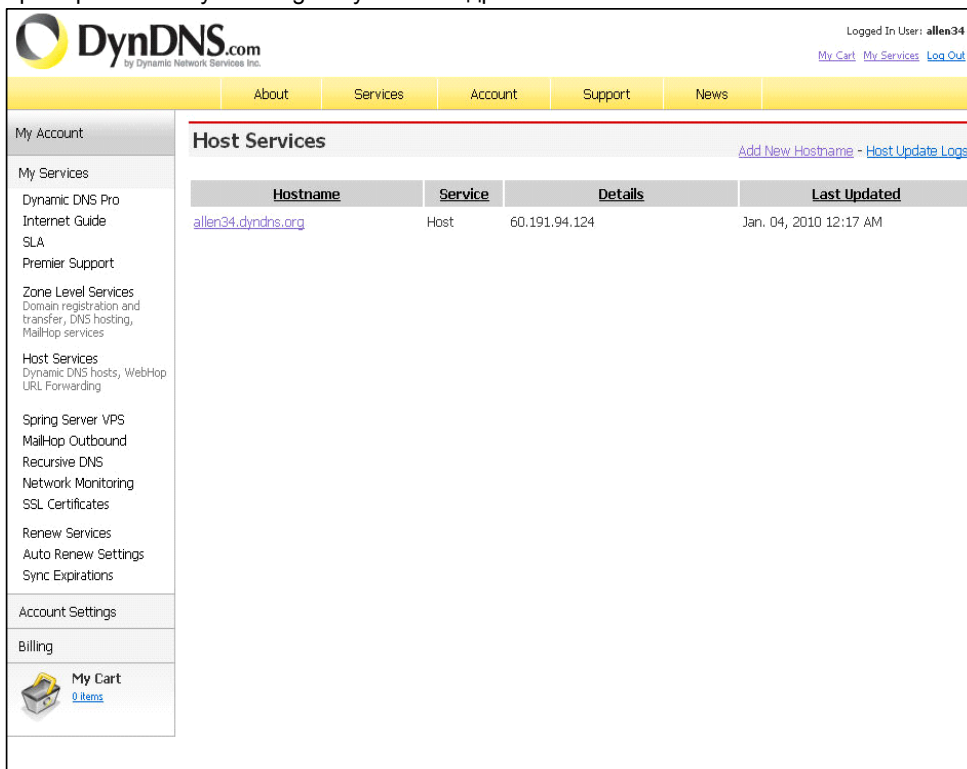 DynDNS.com
by Dynamic Network Services Inc.
Logged In User: allen34
My Cart My Services Log Out
About Services Account Support News
My Account
My Services
Dynamic DNS Pro
Internet Guide
SLA
Premier Support
Zone Level Services
Domain registration and
transfer, DNS hosting,
MailHop services
Host Services
Dynamic DNS hosts, WebHop
URL Forwarding
Spring Server VPS
MailHop Outbound
Recursive DNS
Network Monitoring
SSL Certificates
Renew Services
Auto Renew Settings
Sync Expirations
Account Settings
Billing
My Cart
0 items
Host Services
Add New Hostname - Host Update Logs
Hostname Service Details Last Updated
allen34.dyndns.org Host 60.191.94.124 Jan. 04, 2010 12:17 AM